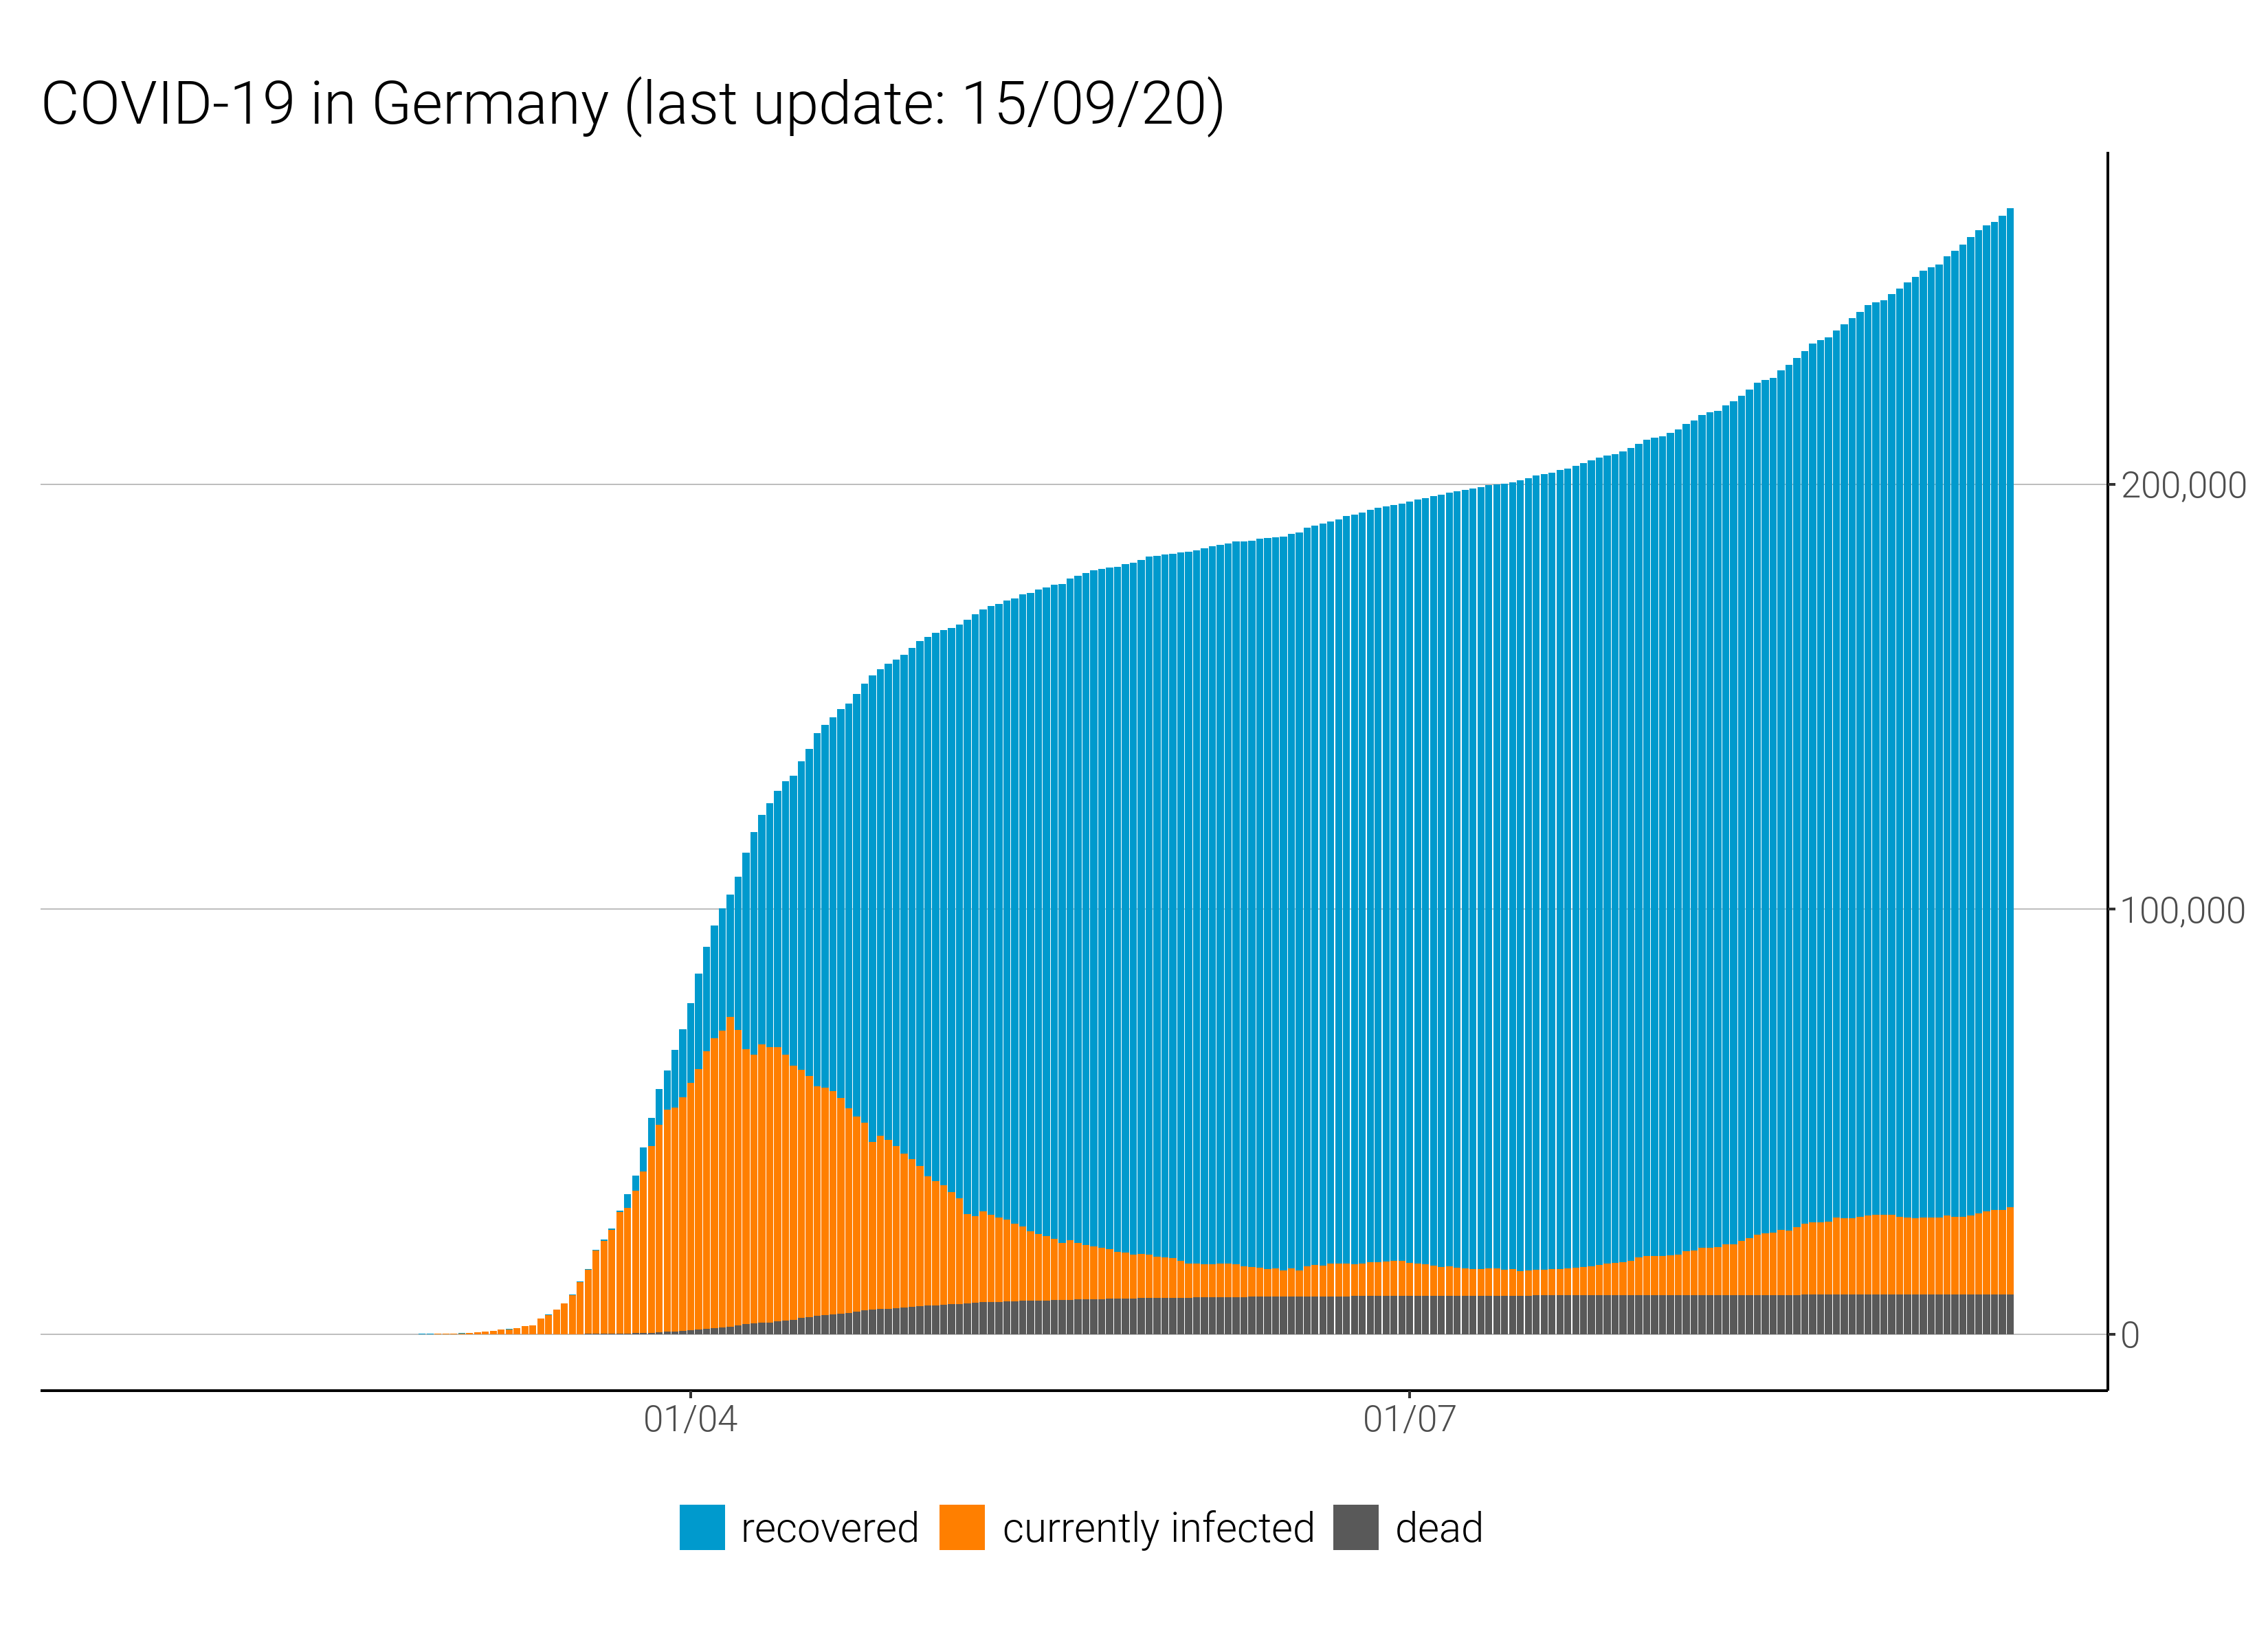 COVID-19 in Germany (last update: 15/09/20)
200,000
100,000
0
01/04 01/07
recovered currently infected dead